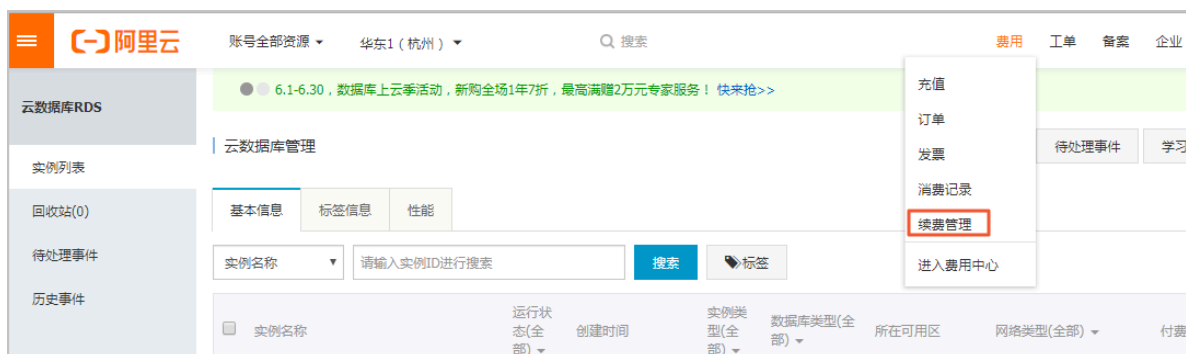 阿里云 账号全部资源 华东1（杭州） 搜索 费用 工单 备案 企业
云数据库RDS
实例列表
回收站(0)
待处理事件
历史事件
6.1-6.30，数据库上云季活动，新购全场1年7折，最高满赠2万元专家服务！ 快来抢>>
云数据库管理 待处理事件 学习
基本信息 标签信息 性能
实例名称 请输入实例ID进行搜索 搜索 标签
实例名称
运行状
态(全
部)
创建时间
实例类
型(全
部)
数据库类型(全
部)
所在可用区
网络类型(全部)
付费
充值
订单
发票
消费记录
续费管理
进入费用中心